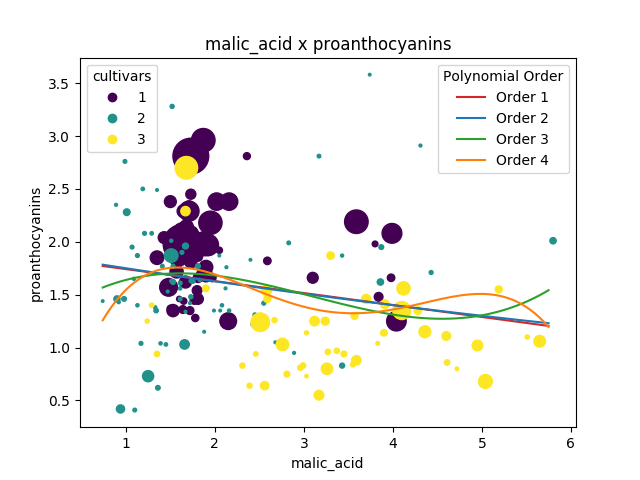 malic_acid x proanthocyanins
cultivars
1
2
3
Polynomial Order
Order 1
Order 2
Order 3
Order 4
proanthocyanins
3.5
3.0
2.5
2.0
1.5
1.0
0.5
1 2 3 4 5 6
malic_acid